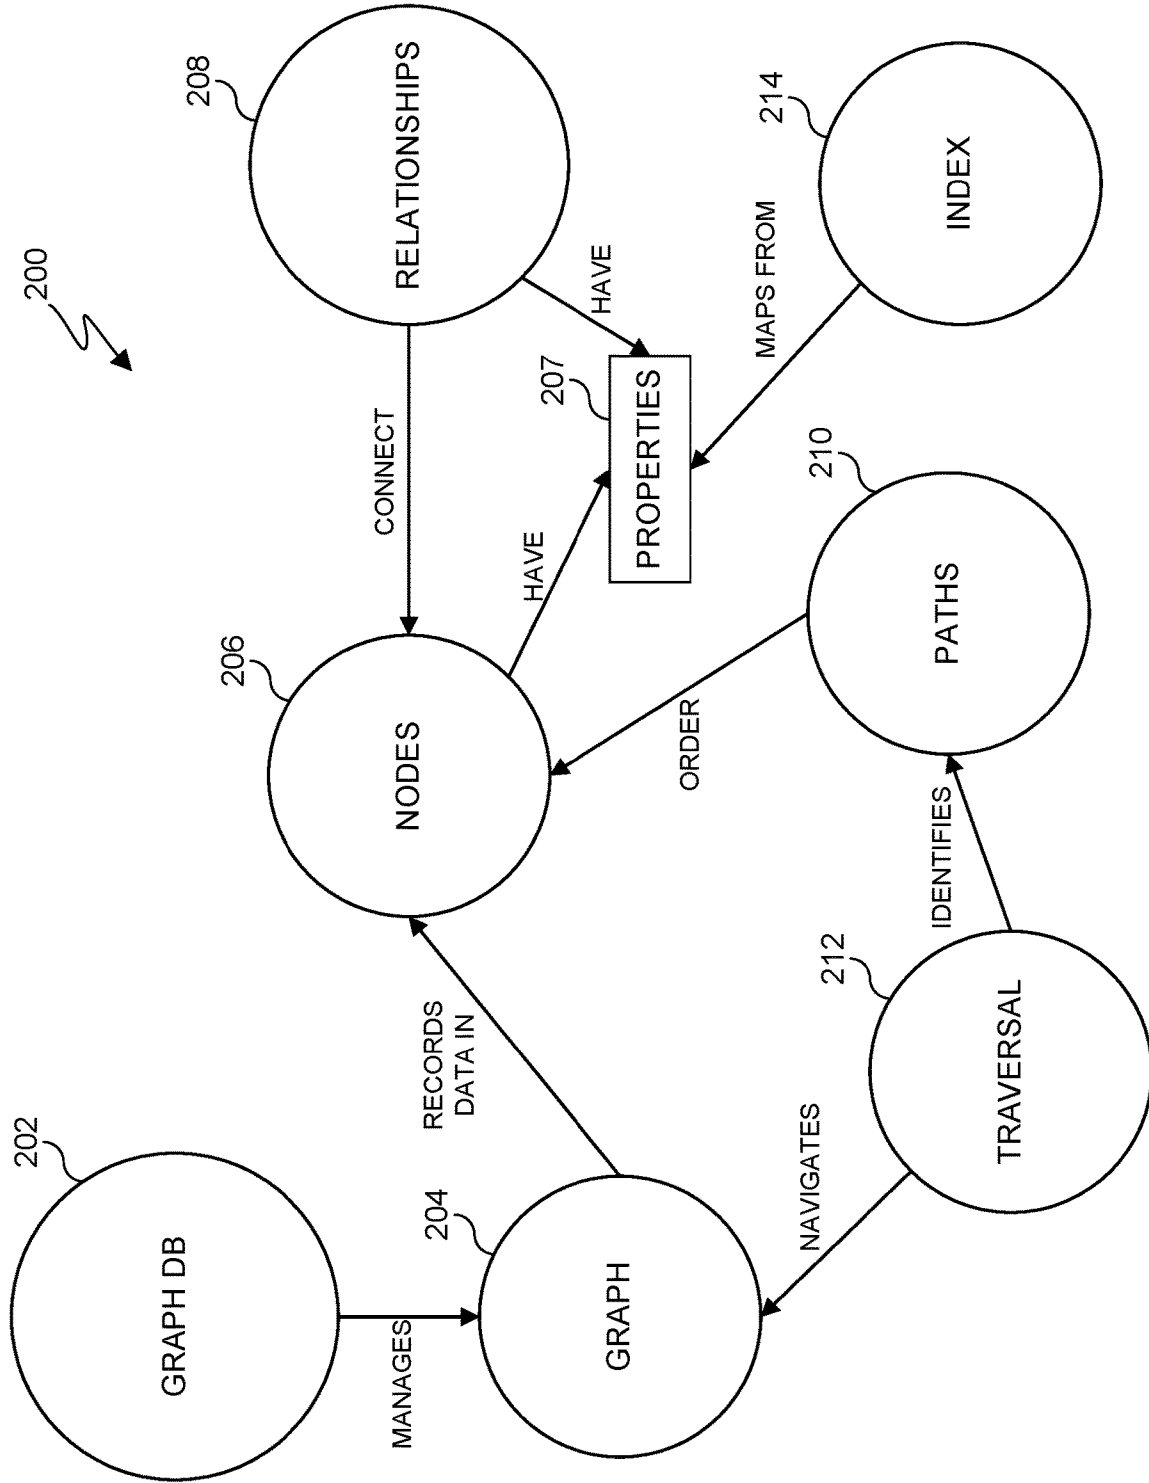 200
202
GRAPH DB
MANAGES
204
GRAPH
RECORDS
DATA IN
206
NODES
CONNECT
208
RELATIONSHIPS
HAVE
HAVE
207
PROPERTIES
ORDER
MAPS FROM
214
INDEX
210
PATHS
IDENTIFIES
212
TRAVERSAL
NAVIGATES